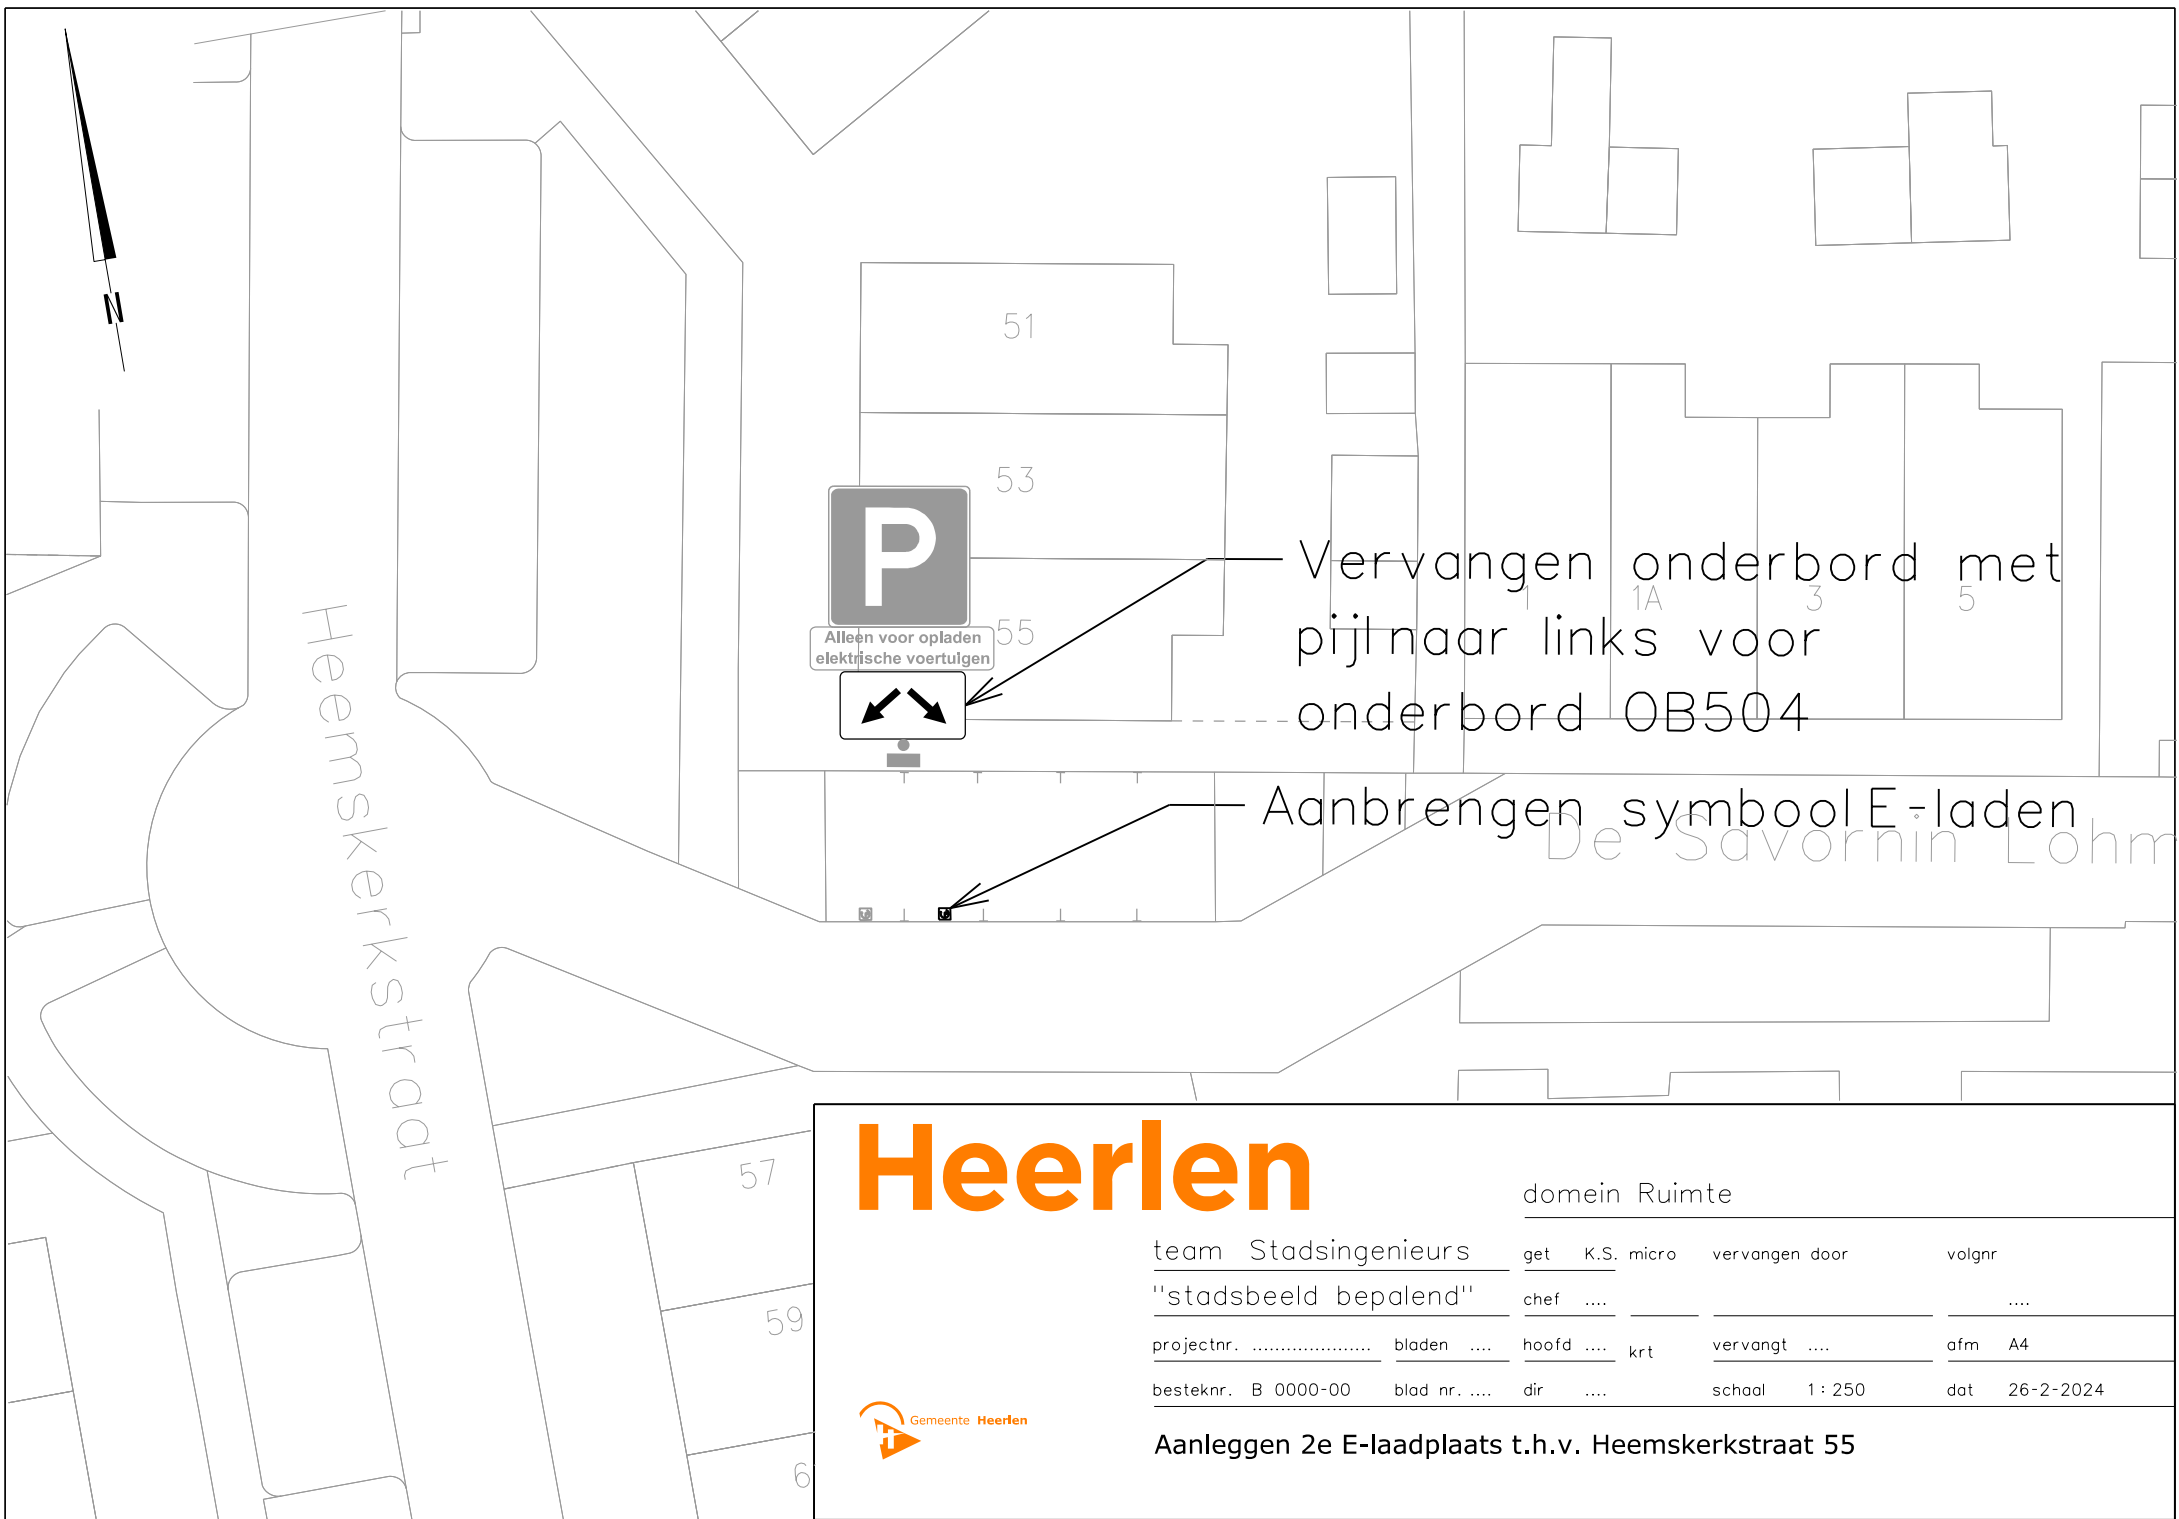 N
51
53
55
P
Alleen voor opladen
elektrische voertuigen
Vervangen onderbord met
pijl naar links voor
onderbord OB504
1
1A
3
5
Aanbrengen symbool E-laden
De Savornin Lohm
Heemskerkstraat
57
59
6
Heerlen
domein Ruimte
team Stadsingenieurs
get K.S.
micro
vervangen door
volgnr
"stadsbeeld bepalend"
chef ....
....
projectnr. .....................
bladen ....
hoofd ....
krt
vervangt ....
afm A4
besteknr. B 0000-00
blad nr. ....
dir ....
schaal 1:250
dat 26-2-2024
Gemeente Heerlen
Aanleggen 2e E-laadplaats t.h.v. Heemskerkstraat 55